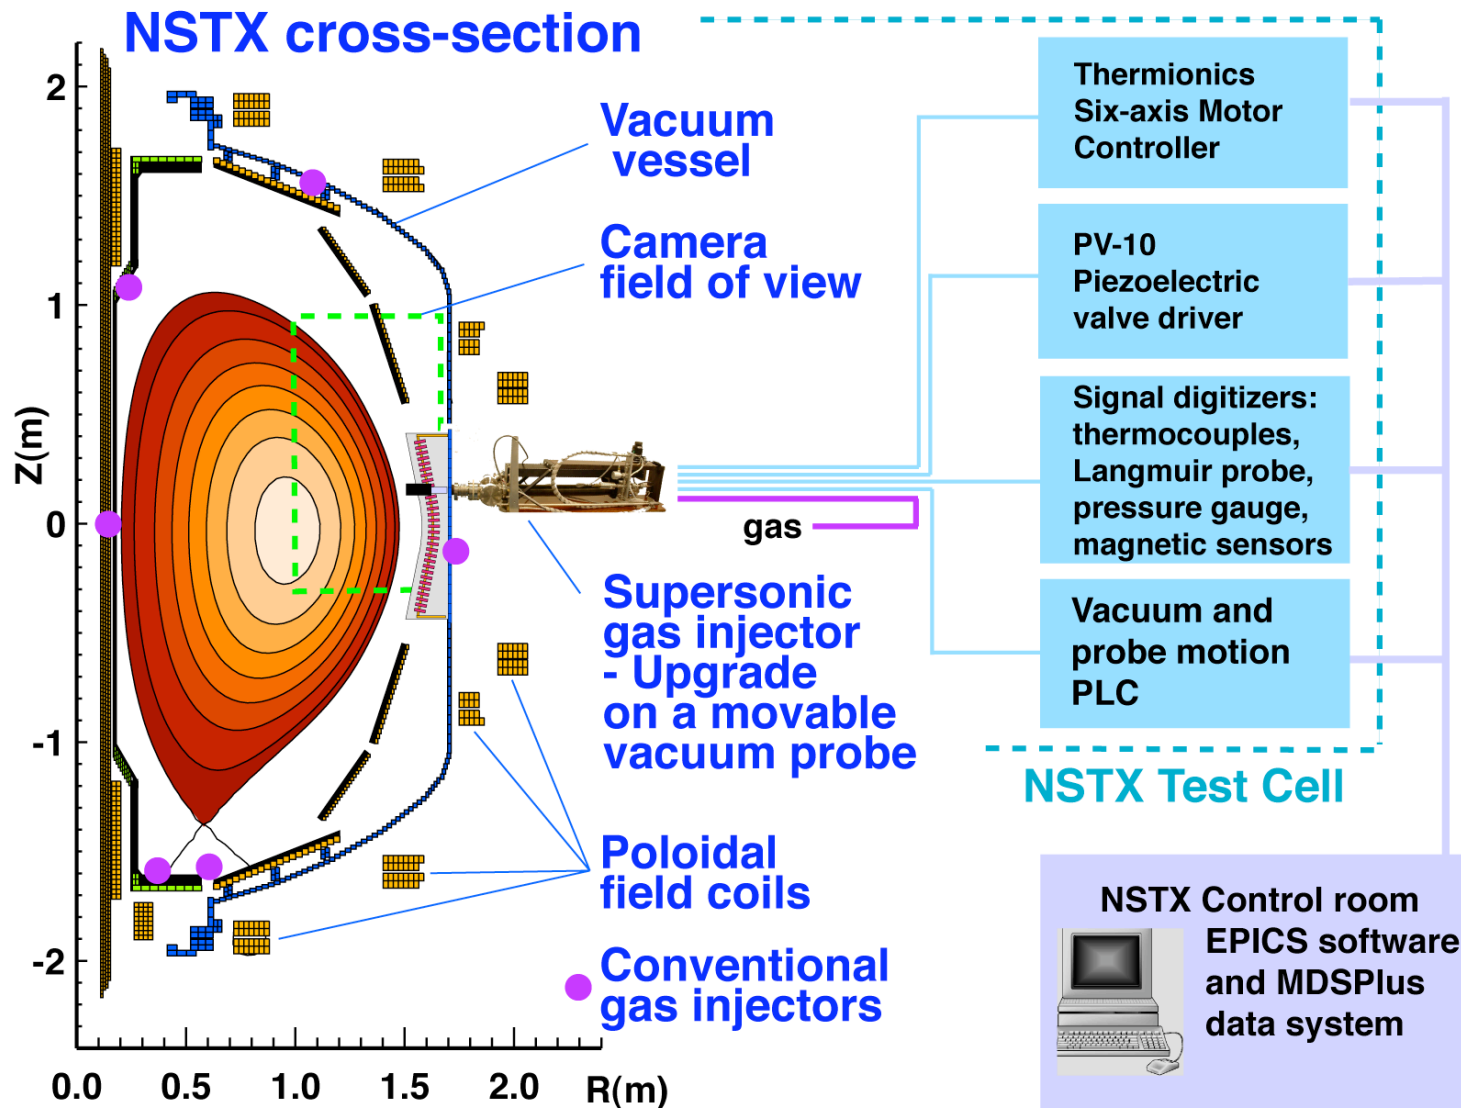 NSTX cross-section
Vacuum
vessel
Camera
field of view
Supersonic
gas injector
- Upgrade
on a movable
vacuum probe
Poloidal
field coils
Conventional
gas injectors
gas
Z(m)
2
1
0
-1
-2
0.0
0.5
1.0
1.5
2.0
R(m)
Thermionics
Six-axis Motor
Controller
PV-10
Piezoelectric
valve driver
Signal digitizers:
thermocouples,
Langmuir probe,
pressure gauge,
magnetic sensors
Vacuum and
probe motion
PLC
NSTX Test Cell
NSTX Control room
EPICS software
and MDSPlus
data system